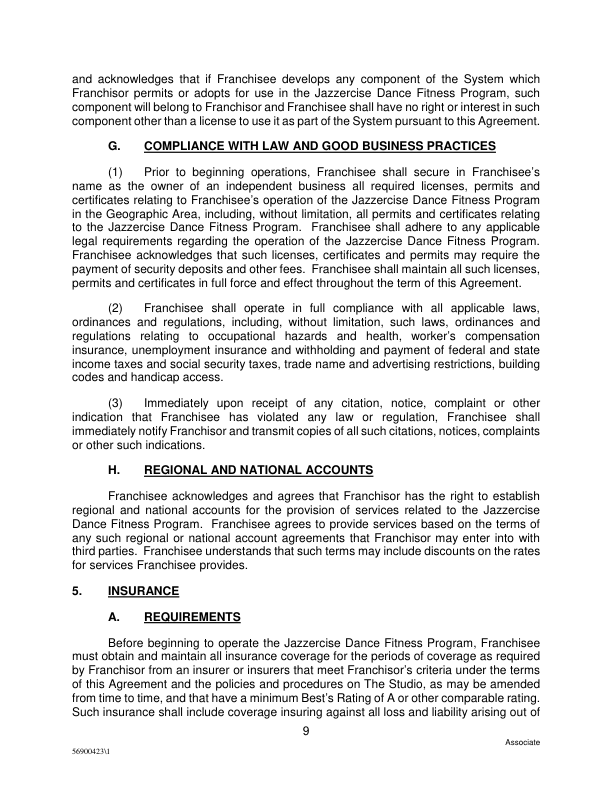 and acknowledges that if Franchisee develops any component of the System which
Franchisor permits or adopts for use in the Jazzercise Dance Fitness Program, such
component will belong to Franchisor and Franchisee shall have no right or interest in such
component other than a license to use it as part of the System pursuant to this Agreement.
G. COMPLIANCE WITH LAW AND GOOD BUSINESS PRACTICES
(1) Prior to beginning operations, Franchisee shall secure in Franchisee's
name as the owner of an independent business all required licenses, permits and
certificates relating to Franchisee's operation of the Jazzercise Dance Fitness Program
in the Geographic Area, including, without limitation, all permits and certificates relating
to the Jazzercise Dance Fitness Program. Franchisee shall adhere to any applicable
legal requirements regarding the operation of the Jazzercise Dance Fitness Program.
Franchisee acknowledges that such licenses, certificates and permits may require the
payment of security deposits and other fees. Franchisee shall maintain all such licenses,
permits and certificates in full force and effect throughout the term of this Agreement.
(2) Franchisee shall operate in full compliance with all applicable laws,
ordinances and regulations, including, without limitation, such laws, ordinances and
regulations relating to occupational hazards and health, worker's compensation
insurance, unemployment insurance and withholding and payment of federal and state
income taxes and social security taxes, trade name and advertising restrictions, building
codes and handicap access.
(3) Immediately upon receipt of any citation, notice, complaint or other
indication that Franchisee has violated any law or regulation, Franchisee shall
immediately notify Franchisor and transmit copies of all such citations, notices, complaints
or other such indications.
H. REGIONAL AND NATIONAL ACCOUNTS
Franchisee acknowledges and agrees that Franchisor has the right to establish
regional and national accounts for the provision of services related to the Jazzercise
Dance Fitness Program. Franchisee agrees to provide services based on the terms of
any such regional or national account agreements that Franchisor may enter into with
third parties. Franchisee understands that such terms may include discounts on the rates
for services Franchisee provides.
5. INSURANCE
A. REQUIREMENTS
Before beginning to operate the Jazzercise Dance Fitness Program, Franchisee
must obtain and maintain all insurance coverage for the periods of coverage as required
by Franchisor from an insurer or insurers that meet Franchisor's criteria under the terms
of this Agreement and the policies and procedures on The Studio, as may be amended
from time to time, and that have a minimum Best's Rating of A or other comparable rating.
Such insurance shall include coverage insuring against all loss and liability arising out of
9
Associate
56900423\1